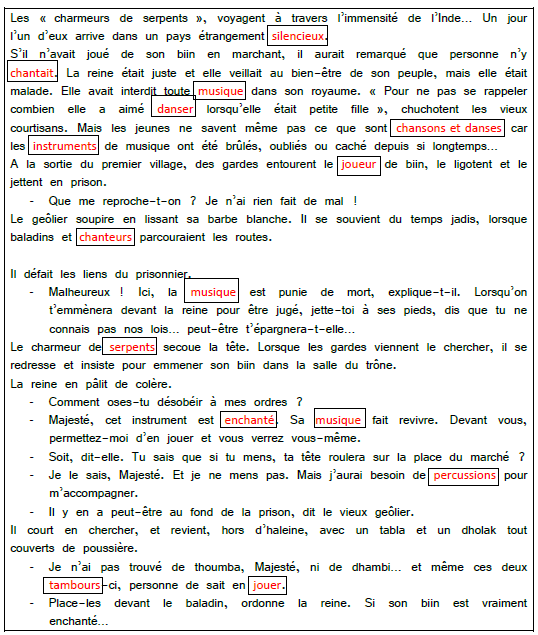 Les « charmeurs de serpents », voyagent à travers l'immensité de l'Inde... Un jour
l'un d'eux arrive dans un pays étrangement silencieux.
S'il n'avait joué de son biin en marchant, il aurait remarqué que personne n'y
chantait. La reine était juste et elle veillait au bien-être de son peuple, mais elle était
malade. Elle avait interdit toute musique dans son royaume. « Pour ne pas se rappeler
combien elle a aimé danser lorsqu'elle était petite fille », chuchotent les vieux
courtisans. Mais les jeunes ne savent même pas ce que sont chansons et danses car
les instruments de musique ont été brûlés, oubliés ou caché depuis si longtemps...
A la sortie du premier village, des gardes entourent le joueur de biin, le ligotent et le
jettent en prison.
- Que me reproche-t-on ? Je n'ai rien fait de mal !
Le geôlier soupire en lissant sa barbe blanche. Il se souvient du temps jadis, lorsque
baladins et chanteurs parcouraient les routes.
Il défait les liens du prisonnier.
- Malheureux ! Ici, la musique est punie de mort, explique-t-il. Lorsqu'on
t'emmènera devant la reine pour être jugé, jette-toi à ses pieds, dis que tu ne
connais pas nos lois... peut-être t'épargnera-t-elle...
Le charmeur de serpents secoue la tête. Lorsque les gardes viennent le chercher, il se
redresse et insiste pour emmener son biin dans la salle du trône.
La reine en pâlit de colère.
- Comment oses-tu désobéir à mes ordres ?
- Majesté, cet instrument est enchanté. Sa musique fait revivre. Devant vous,
permettez-moi d'en jouer et vous verrez vous-même.
- Soit, dit-elle. Tu sais que si tu mens, ta tête roulera sur la place du marché ?
- Je le sais, Majesté. Et je ne mens pas. Mais j'aurai besoin de percussions pour
m'accompagner.
- Il y en a peut-être au fond de la prison, dit le vieux geôlier.
Il court en chercher, et revient, hors d'haleine, avec un tabla et un dholak tout
couverts de poussière.
- Je n'ai pas trouvé de thoumba, Majesté, ni de dhambi... et même ces deux
tambours-ci, personne de sait en jouer.
- Place-les devant le baladin, ordonne la reine. Si son biin est vraiment
enchanté...